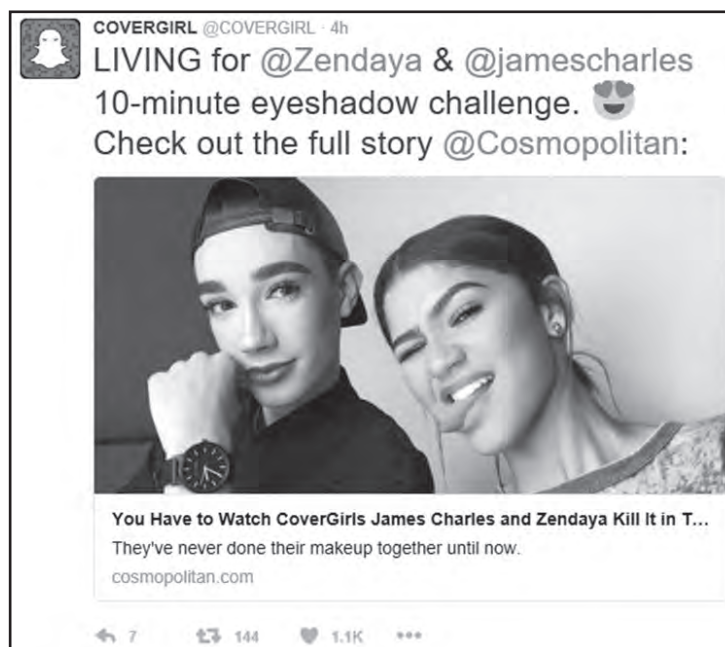 COVERGIRL @COVERGIRL · 4h
LIVING for @Zendaya & @jamescharles
10-minute eyeshadow challenge. 😍
Check out the full story @Cosmopolitan:
You Have to Watch CoverGirls James Charles and Zendaya Kill It in T...
They've never done their makeup together until now.
cosmopolitan.com
7 144 1.1K